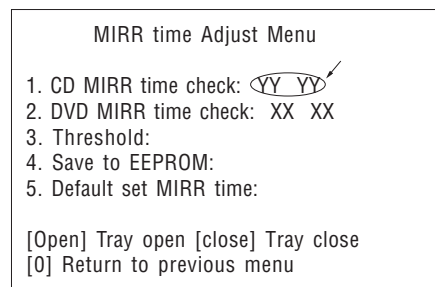 MIRR time Adjust Menu
1. CD MIRR time check: YY YY
2. DVD MIRR time check: XX XX
3. Threshold:
4. Save to EEPROM:
5. Default set MIRR time:
[Open] Tray open [close] Tray close
[0] Return to previous menu